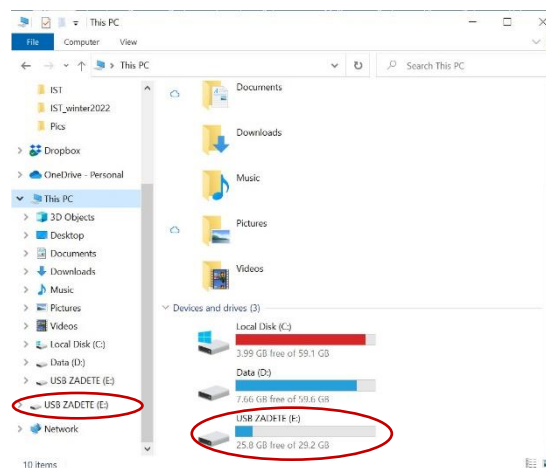 This PC
File Computer View
This PC
Search This PC
IST
IST_winter2022
Pics
Dropbox
OneDrive - Personal
This PC
3D Objects
Desktop
Documents
Downloads
Music
Pictures
Videos
Local Disk (C:)
Data (D:)
USB ZADETE (E:)
USB ZADETE (E:)
Network
Documents
Downloads
Music
Pictures
Videos
Devices and drives (3)
Local Disk (C:)
3.99 GB free of 59.1 GB
Data (D:)
7.66 GB free of 59.6 GB
USB ZADETE (E:)
25.8 GB free of 29.2 GB
10 items